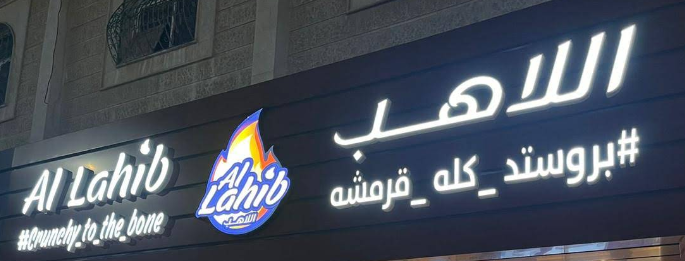 Al Lahib
#Crunchy_to_the_bone
Al
Lahib
اللاهب
اللاهب
#بروستد_كله_قرمشه